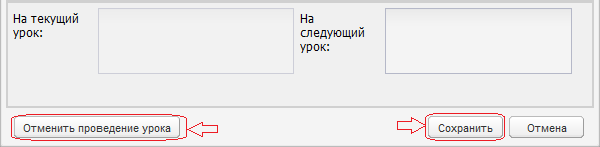 На текущий
урок:
На
следующий
урок:
Отменить проведение урока
Сохранить
Отмена